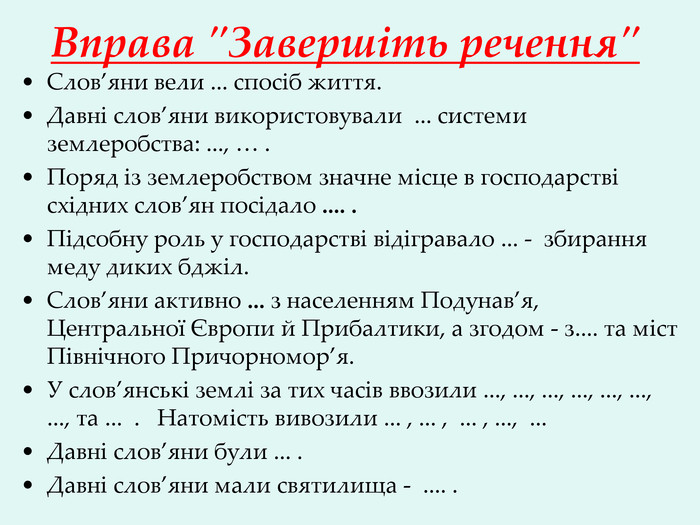 Вправа "Завершіть речення"
• Слов’яни вели ... спосіб життя.
• Давні слов’яни використовували ... системи
землеробства: ..., … .
• Поряд із землеробством значне місце в господарстві
східних слов’ян посідало .... .
• Підсобну роль у господарстві відігравало ... - збирання
меду диких бджіл.
• Слов’яни активно ... з населенням Подунав’я,
Центральної Європи й Прибалтики, а згодом - з.... та міст
Північного Причорномор’я.
• У слов’янські землі за тих часів ввозили ..., ..., ..., ..., ..., ...,
..., та ... . Натомість вивозили ... , ... , ... , ..., ...
• Давні слов’яни були ... .
• Давні слов’яни мали святилища - .... .